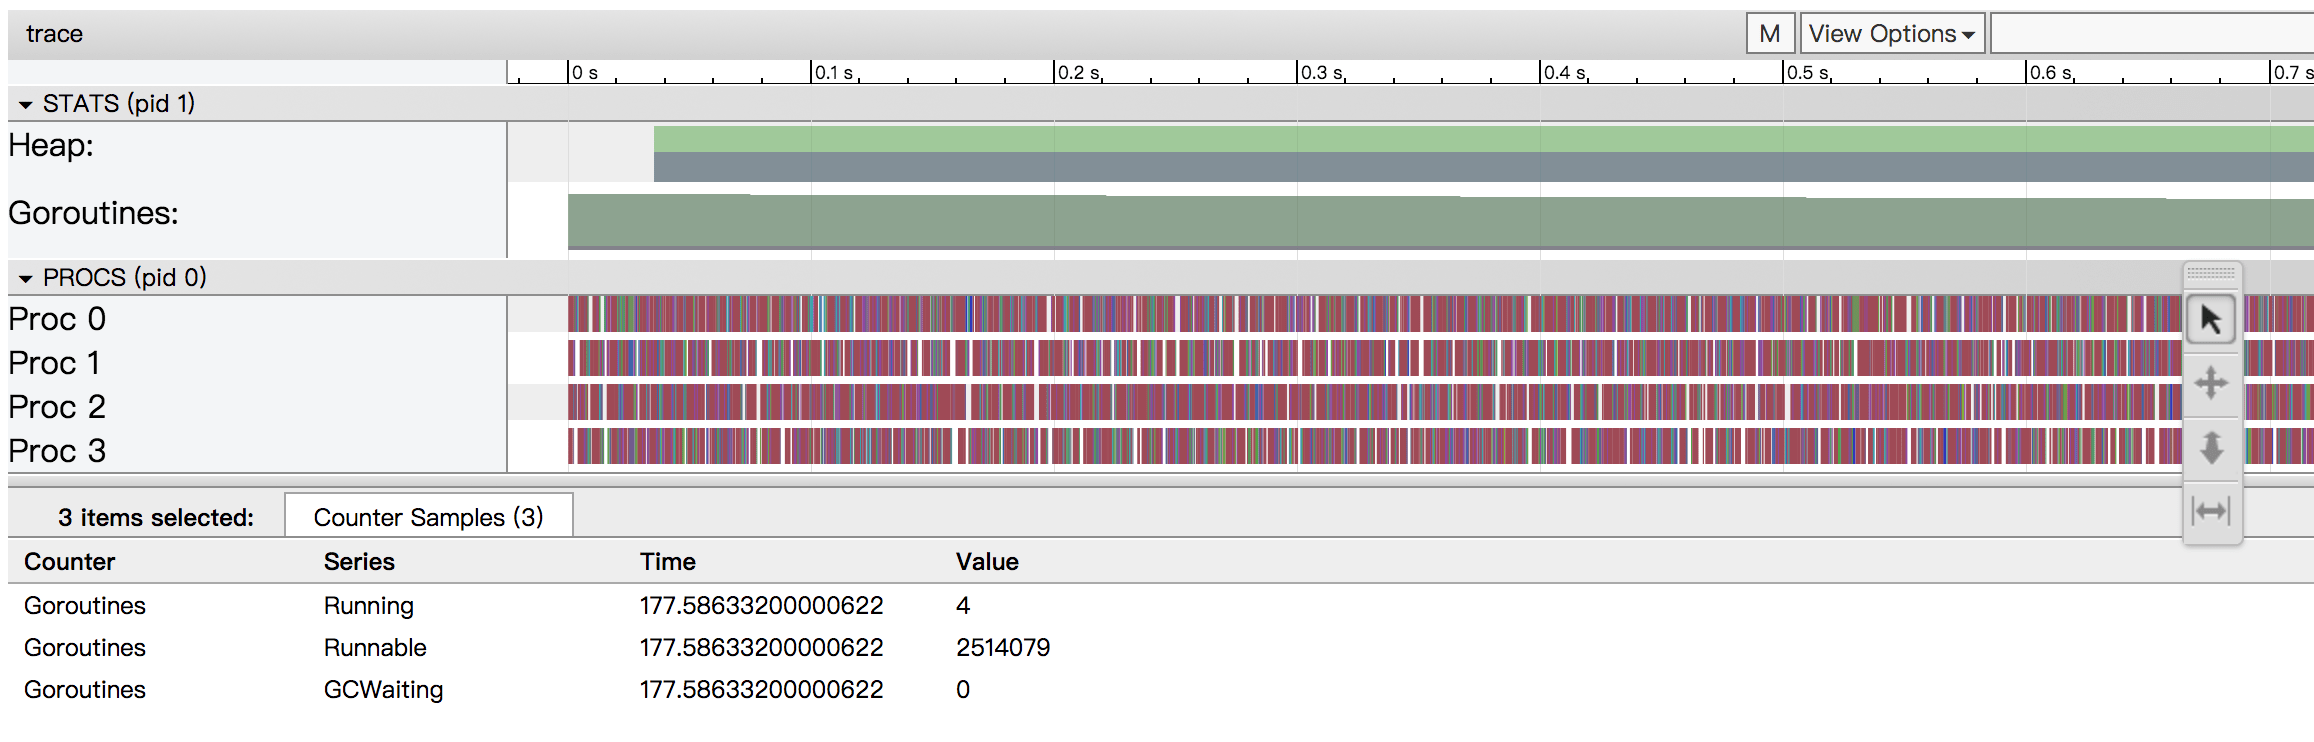 trace M View Options
0 s 0.1 s 0.2 s 0.3 s 0.4 s 0.5 s 0.6 s 0.7 s
STATS (pid 1)
Heap:
Goroutines:
PROCS (pid 0)
Proc 0
Proc 1
Proc 2
Proc 3
3 items selected: Counter Samples (3)
Counter Series Time Value
Goroutines Running 177.58633200000622 4
Goroutines Runnable 177.58633200000622 2514079
Goroutines GCWaiting 177.58633200000622 0